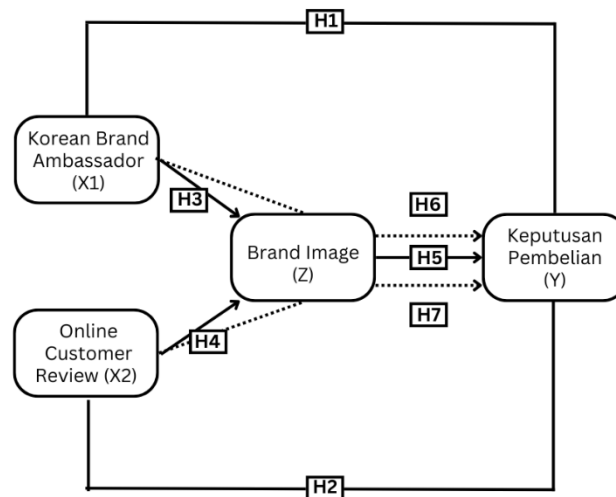 H1
Korean Brand
Ambassador
(X1)
H3
H6
Brand Image
(Z)
H5
Keputusan
Pembelian
(Y)
H7
Online
Customer
Review (X2)
H4
H2